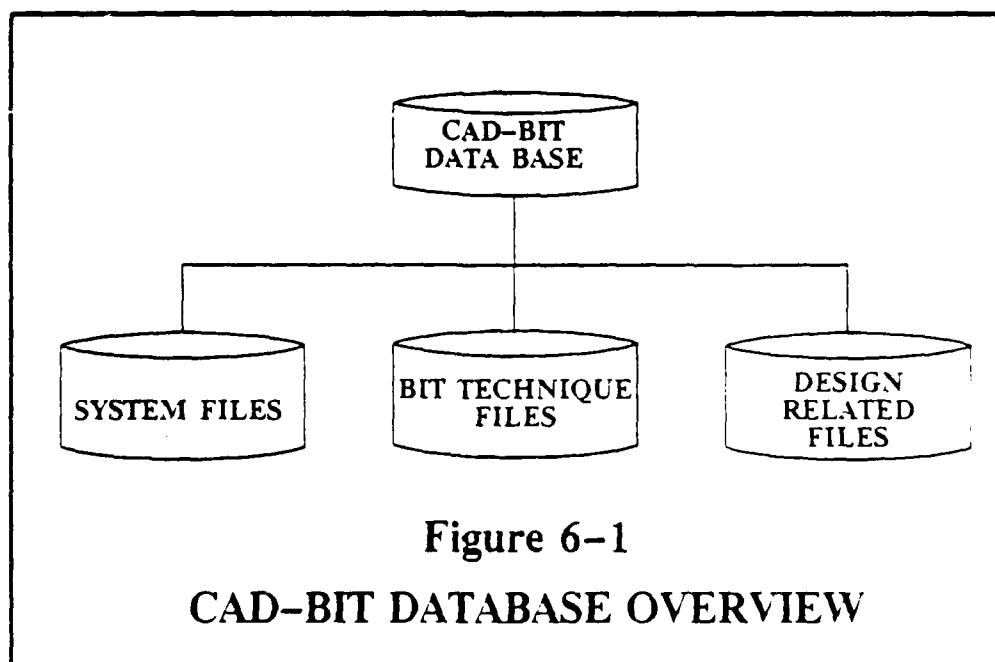 CAD-BIT
DATA BASE
SYSTEM FILES
BIT TECHNIQUE
FILES
DESIGN
RELATED
FILES
Figure 6-1
CAD-BIT DATABASE OVERVIEW